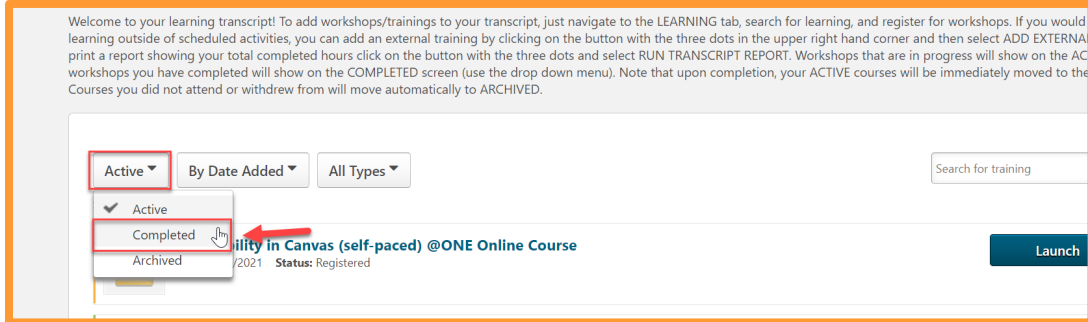 Welcome to your learning transcript! To add workshops/trainings to your transcript, just navigate to the LEARNING tab, search for learning, and register for workshops. If you would
learning outside of scheduled activities, you can add an external training by clicking on the button with the three dots in the upper right hand corner and then select ADD EXTERNAL
print a report showing your total completed hours click on the button with the three dots and select RUN TRANSCRIPT REPORT. Workshops that are in progress will show on the AC
workshops you have completed will show on the COMPLETED screen (use the drop down menu). Note that upon completion, your ACTIVE courses will be immediately moved to the
Courses you did not attend or withdrew from will move automatically to ARCHIVED.
Active By Date Added All Types Search for training
Active
Completed
Archived
ility in Canvas (self-paced) @ONE Online Course
/2021 Status: Registered
Launch